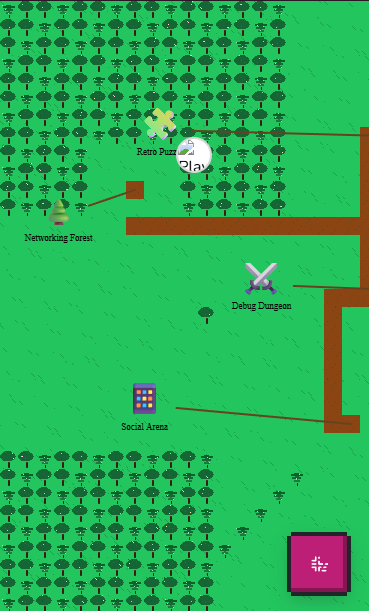 Retro Puzz
Play
Networking Forest
Debug Dungeon
Social Arena